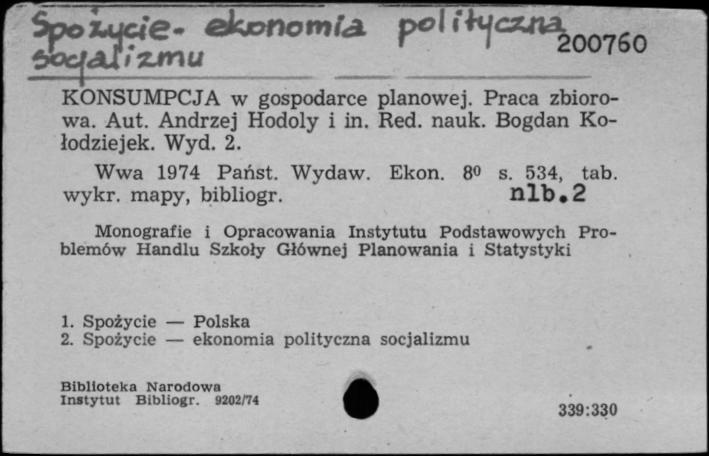 Spożycie - ekonomia polityczna
socjalizmu
200760
KONSUMPCJA w gospodarce planowej. Praca zbioro-
wa. Aut. Andrzej Hodoly i in. Red. nauk. Bogdan Ko-
łodziejek. Wyd. 2.
Wwa 1974 Państ. Wydaw. Ekon. 8⁰ s. 534, tab.
wykr. mapy, bibliogr. nlb.2
Monografie i Opracowania Instytutu Podstawowych Pro-
blemów Handlu Szkoły Głównej Planowania i Statystyki
1. Spożycie — Polska
2. Spożycie — ekonomia polityczna socjalizmu
Biblioteka Narodowa
Instytut Bibliogr. 9202/74
339:330